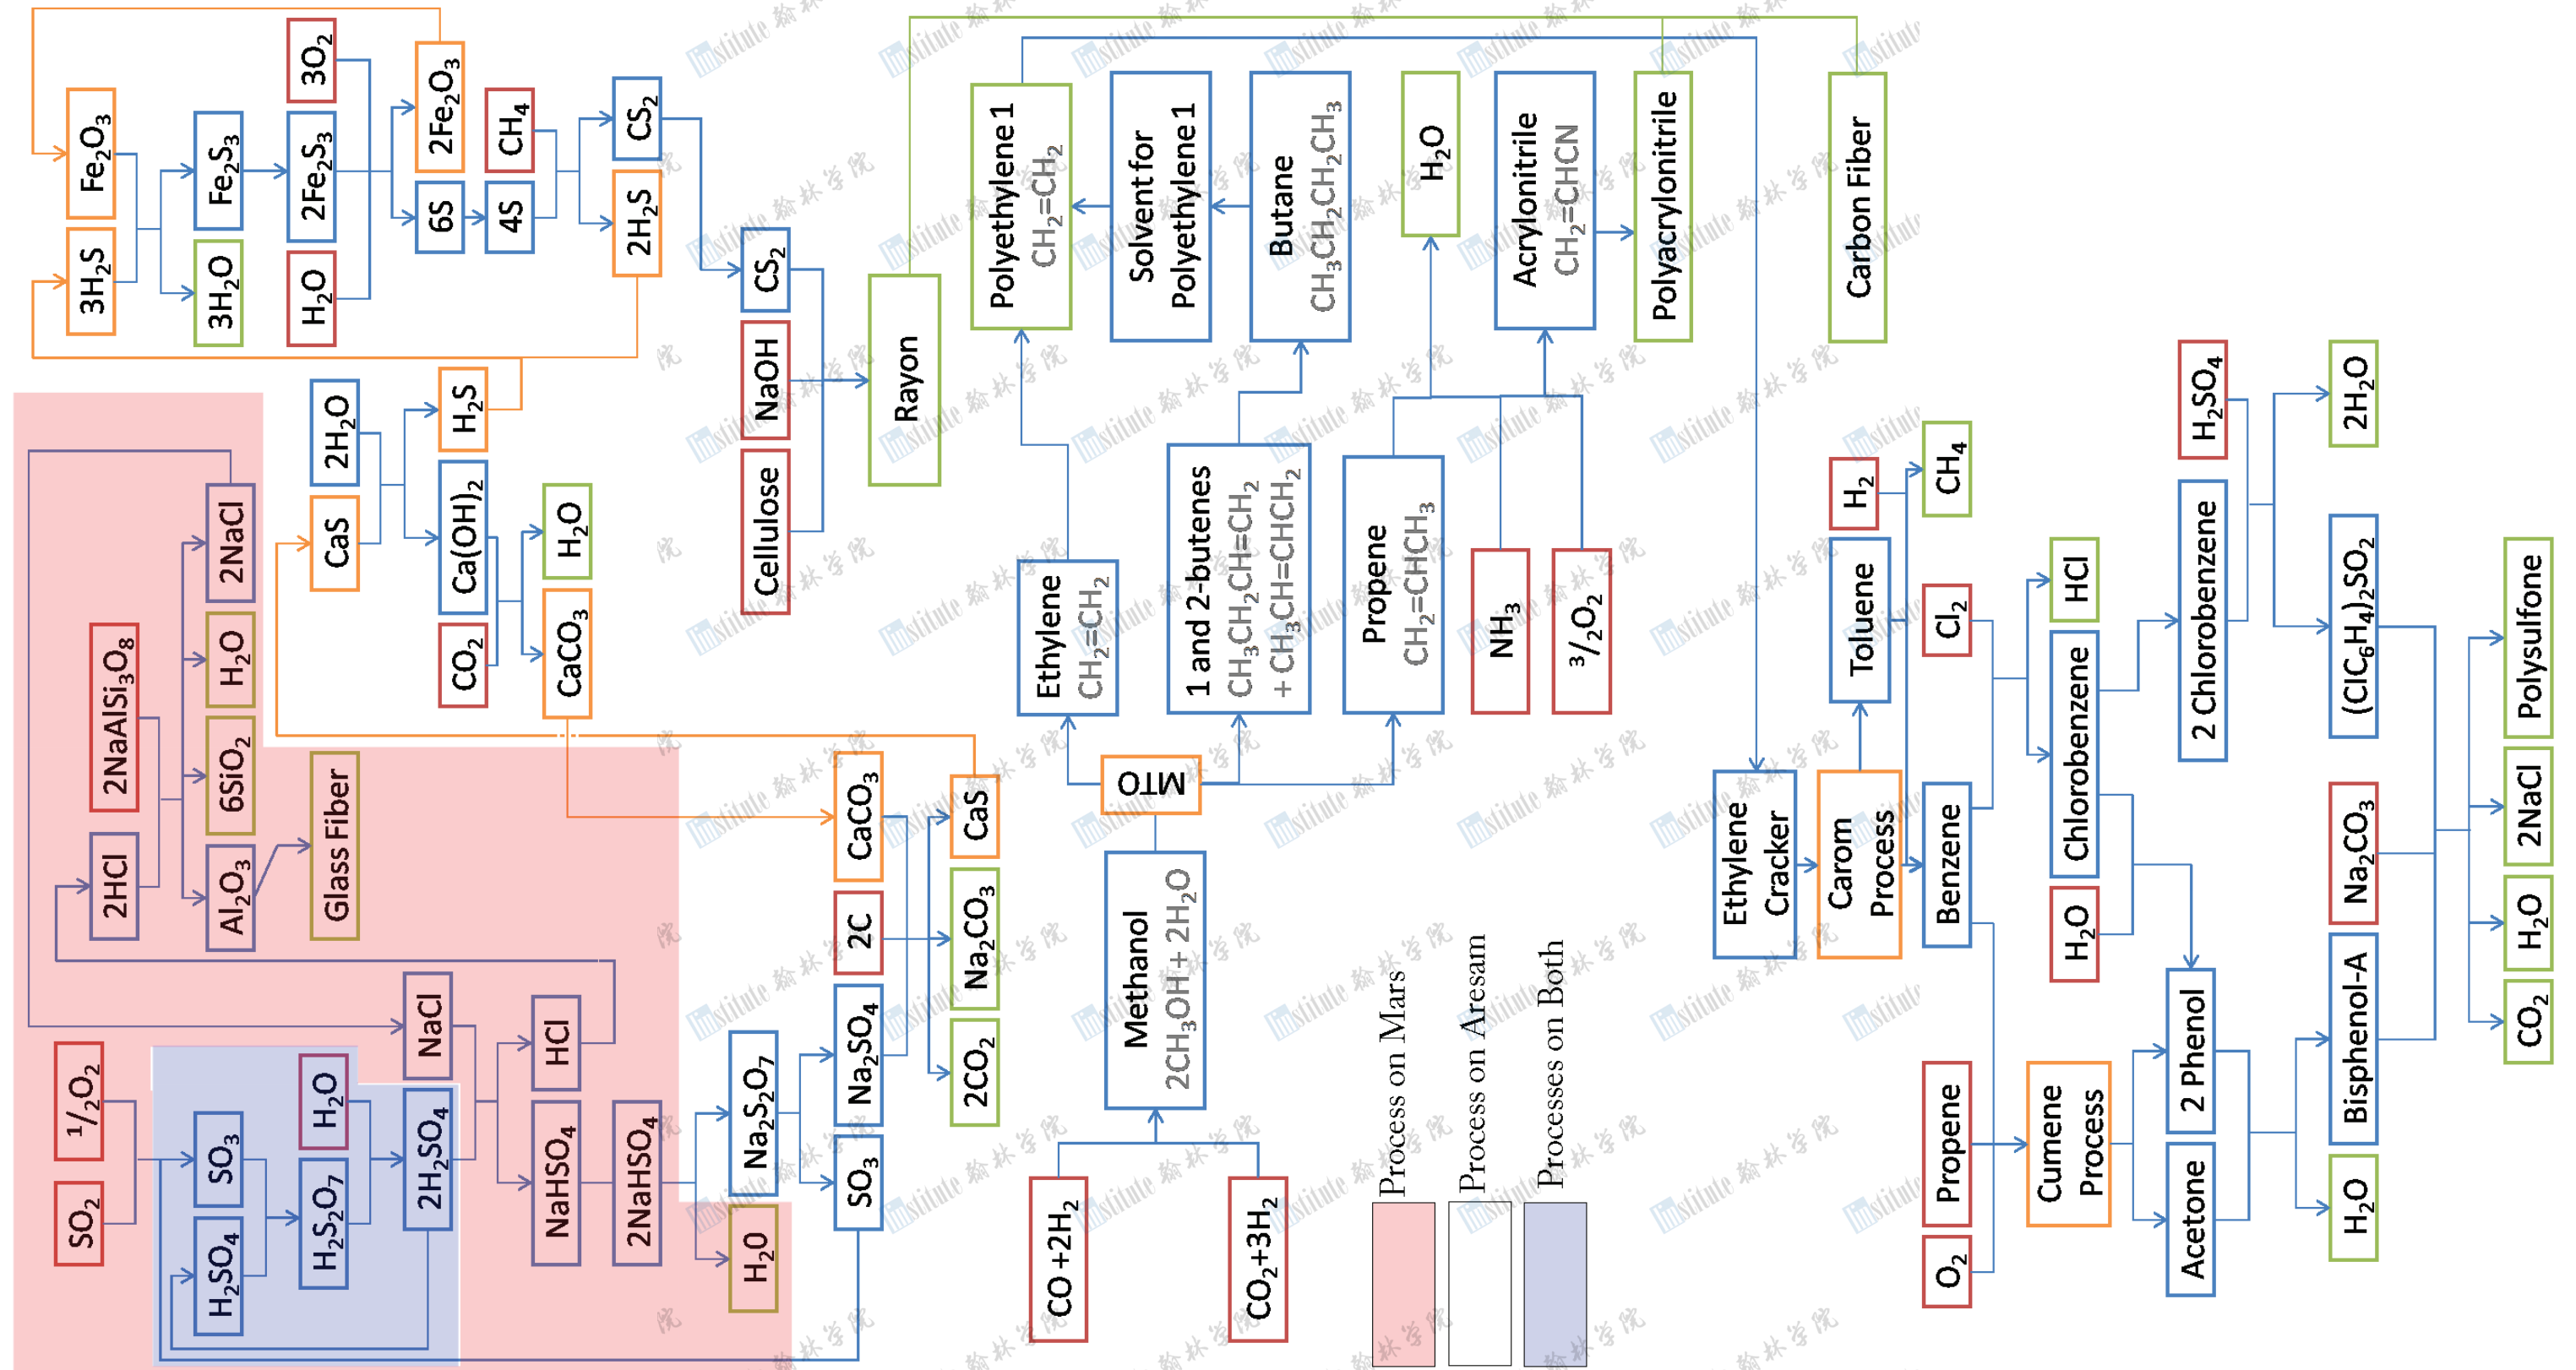 SO₂
¹/₂O₂
2HCl
2NaAlSi₃O₈
3H₂S
Fe₂O₃
H₂SO₄
SO₃
Al₂O₃
6SiO₂
H₂O
2NaCl
3H₂O
Fe₂S₃
H₂S₂O₇
H₂O
Glass Fiber
CaS
2H₂O
H₂O
2Fe₂S₃
3O₂
2H₂SO₄
NaCl
CO₂
Ca(OH)₂
H₂S
6S
2Fe₂O₃
NaHSO₄
HCl
CaCO₃
H₂O
4S
CH₄
2NaHSO₄
2H₂S
CS₂
H₂O
Na₂S₂O₇
Cellulose
NaOH
CS₂
SO₃
Na₂SO₄
2C
CaCO₃
Rayon
2CO₂
Na₂CO₃
CaS
CO+2H₂
CO₂+3H₂
Methanol
2CH₃OH + 2H₂O
MTO
Ethylene
CH₂=CH₂
1 and 2-butenes
CH₃CH₂CH=CH₂
+ CH₃CH=CHCH₂
Propene
CH₂=CHCH₃
NH₃
³/₂O₂
Polyethylene1
CH₂=CH₂
Solvent for
Polyethylene1
Butane
CH₃CH₂CH₂CH₃
H₂O
Acrylonitrile
CH₂=CHCN
Polyacrylonitrile
Carbon Fiber
Process on Mars
Process on Aresam
Processes on Both
Ethylene
Cracker
Carom
Process
Toluene
H₂
O₂
Propene
Benzene
Cl₂
CH₄
Cumene
Process
H₂O
Chlorobenzene
HCl
Acetone
2 Phenol
2 Chlorobenzene
H₂SO₄
H₂O
Bisphenol-A
Na₂CO₃
(ClC₆H₄)₂SO₂
2H₂O
CO₂
H₂O
2NaCl
Polysulfone
翰林学院